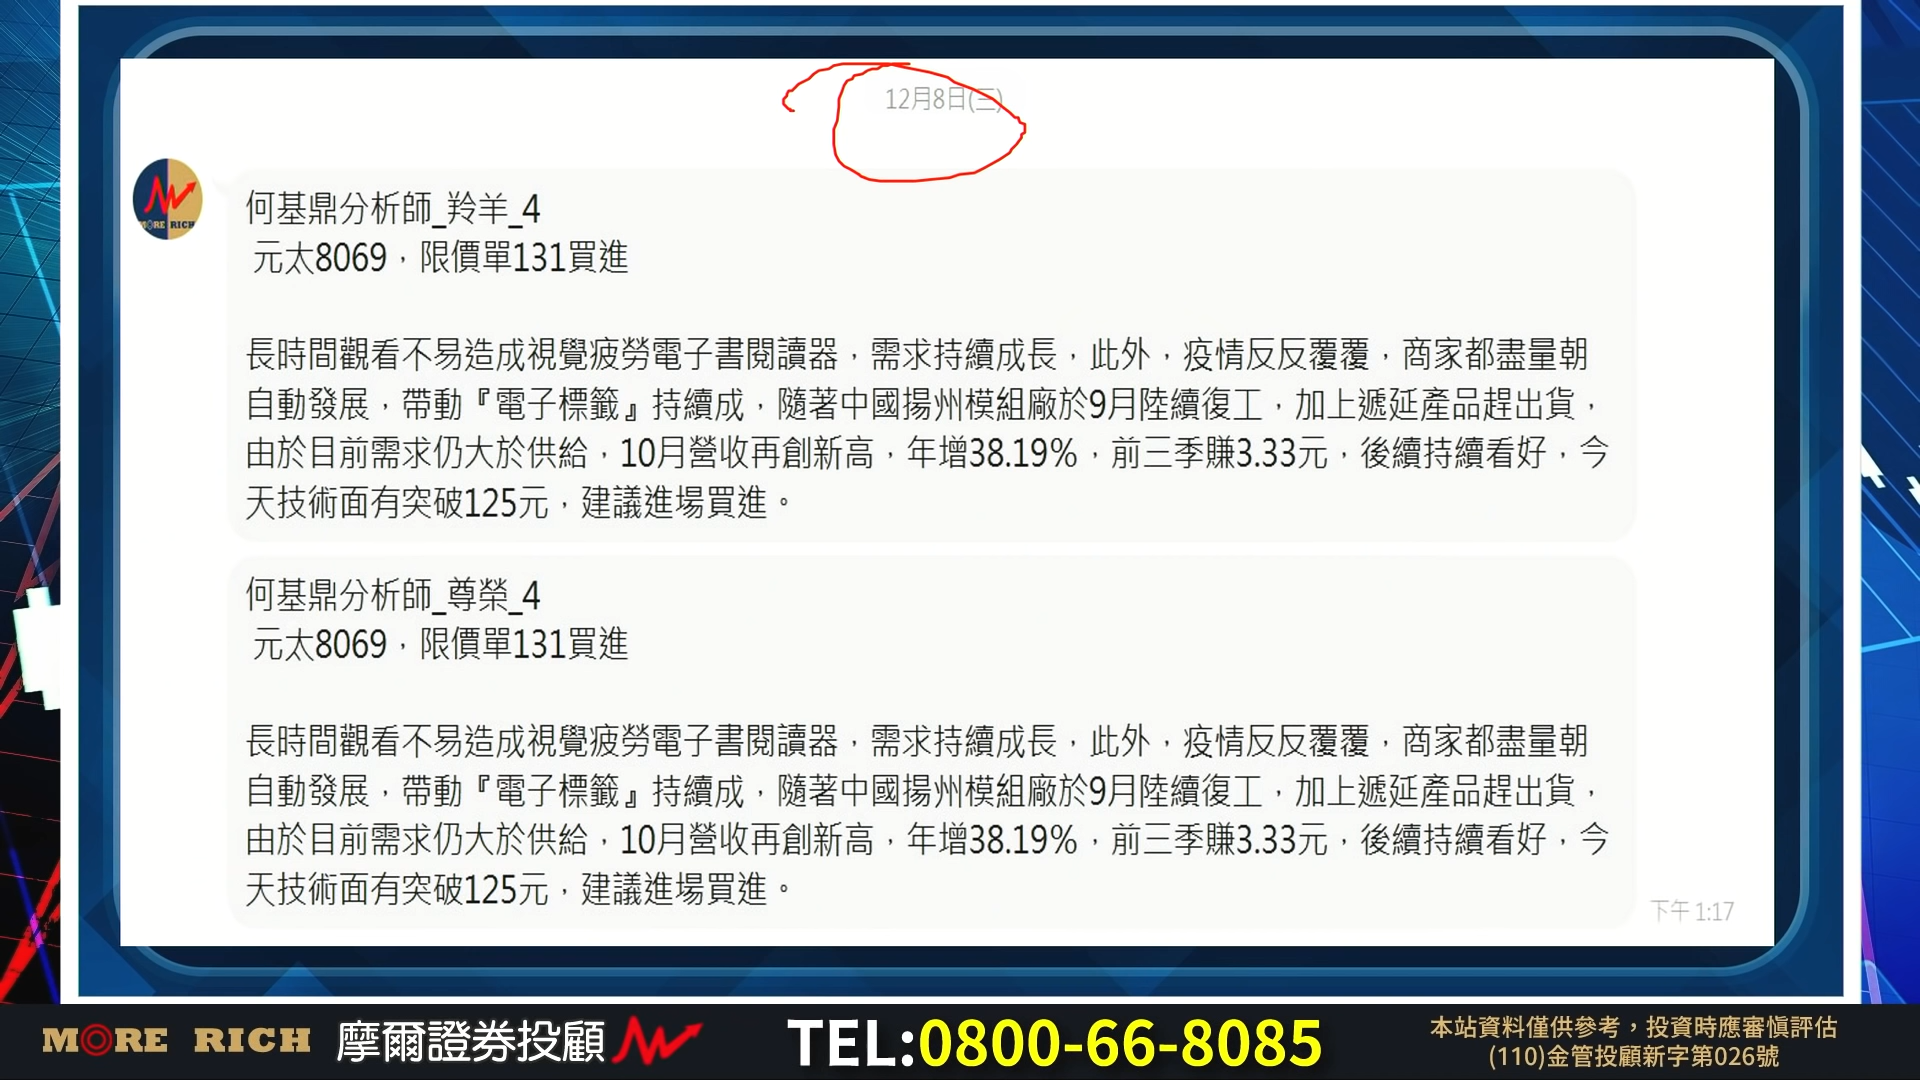 12月8日(三)
何基鼎分析師_羚羊_4
元太8069，限價單131買進
長時間觀看不易造成視覺疲勞電子書閱讀器，需求持續成長，此外，疫情反反覆覆，商家都盡量朝
自動發展，帶動『電子標籤』持續成，隨著中國揚州模組廠於9月陸續復工，加上遞延產品趕出貨，
由於目前需求仍大於供給，10月營收再創新高，年增38.19%，前三季賺3.33元，後續持續看好，今
天技術面有突破125元，建議進場買進。
何基鼎分析師_尊榮_4
元太8069，限價單131買進
長時間觀看不易造成視覺疲勞電子書閱讀器，需求持續成長，此外，疫情反反覆覆，商家都盡量朝
自動發展，帶動『電子標籤』持續成，隨著中國揚州模組廠於9月陸續復工，加上遞延產品趕出貨，
由於目前需求仍大於供給，10月營收再創新高，年增38.19%，前三季賺3.33元，後續持續看好，今
天技術面有突破125元，建議進場買進。
下午 1:17
MORE RICH
MORE RICH 摩爾證券投顧 TEL:0800-66-8085
本站資料僅供參考，投資時應審慎評估
(110)金管投顧新字第026號